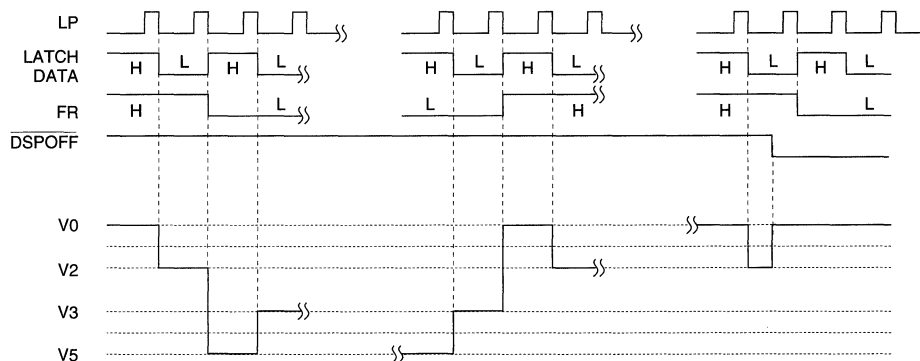 LP
LATCH DATA H L H L H L H L H L H L
FR H L L H H L
DSPOFF
V0
V2
V3
V5